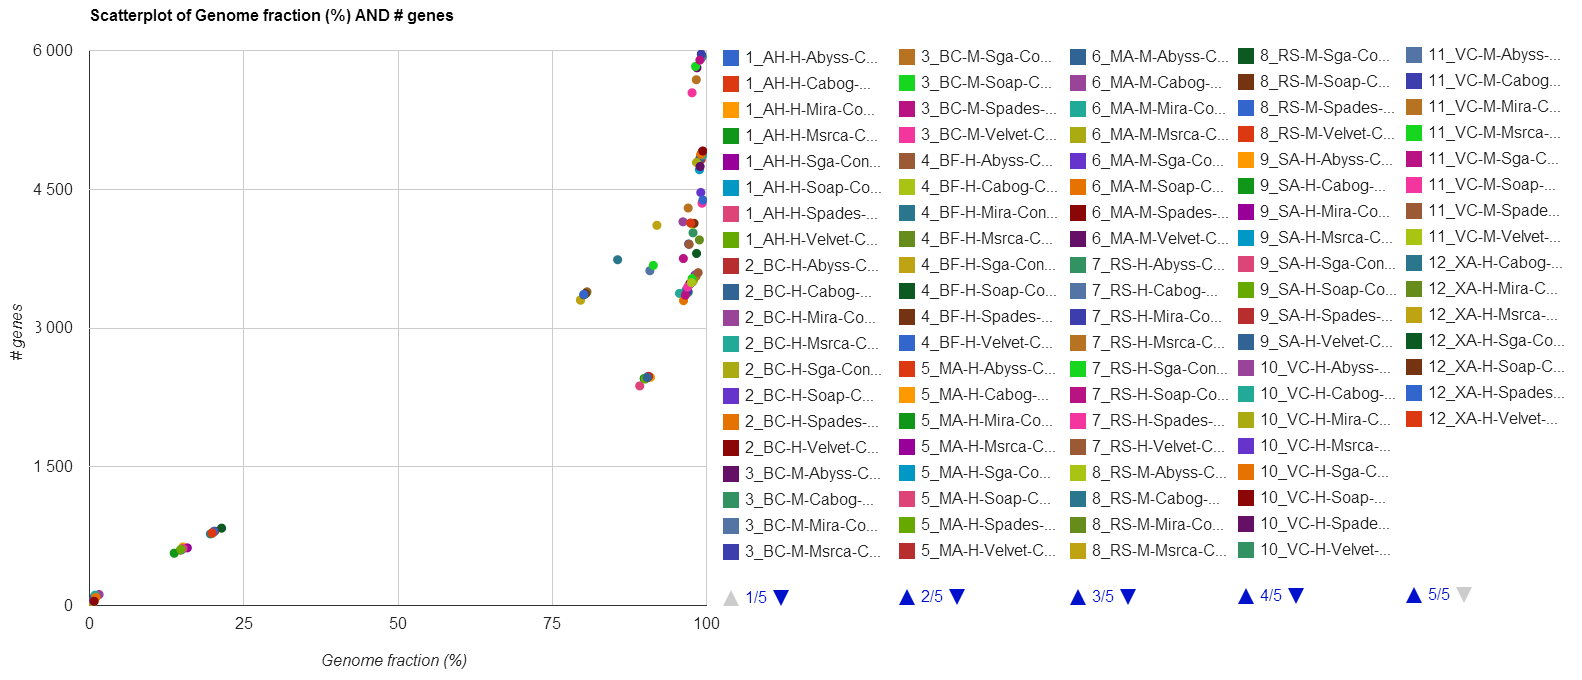 Scatterplot of Genome fraction (%) AND # genes
6 000
4 500
3 000
1 500
0
# genes
0 25 50 75 100
Genome fraction (%)
1_AH-H-Abyss-C...
1_AH-H-Cabog-...
1_AH-H-Mira-Co...
1_AH-H-Msrca-C...
1_AH-H-Sga-Con...
1_AH-H-Soap-Co...
1_AH-H-Spades-...
1_AH-H-Velvet-C...
2_BC-H-Abyss-C...
2_BC-H-Cabog-...
2_BC-H-Mira-Co...
2_BC-H-Msrca-C...
2_BC-H-Sga-Con...
2_BC-H-Soap-C...
2_BC-H-Spades-...
2_BC-H-Velvet-C...
3_BC-M-Abyss-C...
3_BC-M-Cabog-...
3_BC-M-Mira-Co...
3_BC-M-Msrca-C...
1/5
3_BC-M-Sga-Co...
3_BC-M-Soap-C...
3_BC-M-Spades-...
3_BC-M-Velvet-C...
4_BF-H-Abyss-C...
4_BF-H-Cabog-C...
4_BF-H-Mira-Con...
4_BF-H-Msrca-C...
4_BF-H-Sga-Con...
4_BF-H-Soap-Co...
4_BF-H-Spades-...
4_BF-H-Velvet-C...
5_MA-H-Abyss-C...
5_MA-H-Cabog-...
5_MA-H-Mira-Co...
5_MA-H-Msrca-C...
5_MA-H-Sga-Co...
5_MA-H-Soap-C...
5_MA-H-Spades-...
5_MA-H-Velvet-C...
2/5
6_MA-M-Abyss-C...
6_MA-M-Cabog-...
6_MA-M-Mira-Co...
6_MA-M-Msrca-C...
6_MA-M-Sga-Co...
6_MA-M-Soap-C...
6_MA-M-Spades-...
6_MA-M-Velvet-C...
7_RS-H-Abyss-C...
7_RS-H-Cabog-...
7_RS-H-Mira-Co...
7_RS-H-Msrca-C...
7_RS-H-Sga-Con...
7_RS-H-Soap-Co...
7_RS-H-Spades-...
7_RS-H-Velvet-C...
8_RS-M-Abyss-C...
8_RS-M-Cabog-...
8_RS-M-Mira-Co...
8_RS-M-Msrca-C...
3/5
8_RS-M-Sga-Co...
8_RS-M-Soap-C...
8_RS-M-Spades-...
8_RS-M-Velvet-C...
9_SA-H-Abyss-C...
9_SA-H-Cabog-...
9_SA-H-Mira-Co...
9_SA-H-Msrca-C...
9_SA-H-Sga-Con...
9_SA-H-Soap-Co...
9_SA-H-Spades-...
9_SA-H-Velvet-C...
10_VC-H-Abyss-...
10_VC-H-Cabog-...
10_VC-H-Mira-C...
10_VC-H-Msrca-...
10_VC-H-Sga-C...
10_VC-H-Soap-...
10_VC-H-Spade...
10_VC-H-Velvet-...
4/5
11_VC-M-Abyss-...
11_VC-M-Cabog...
11_VC-M-Mira-C...
11_VC-M-Msrca-...
11_VC-M-Sga-C...
11_VC-M-Soap-...
11_VC-M-Spade...
11_VC-M-Velvet-...
12_XA-H-Cabog-...
12_XA-H-Mira-C...
12_XA-H-Msrca-...
12_XA-H-Sga-Co...
12_XA-H-Soap-C...
12_XA-H-Spades...
12_XA-H-Velvet-...
5/5